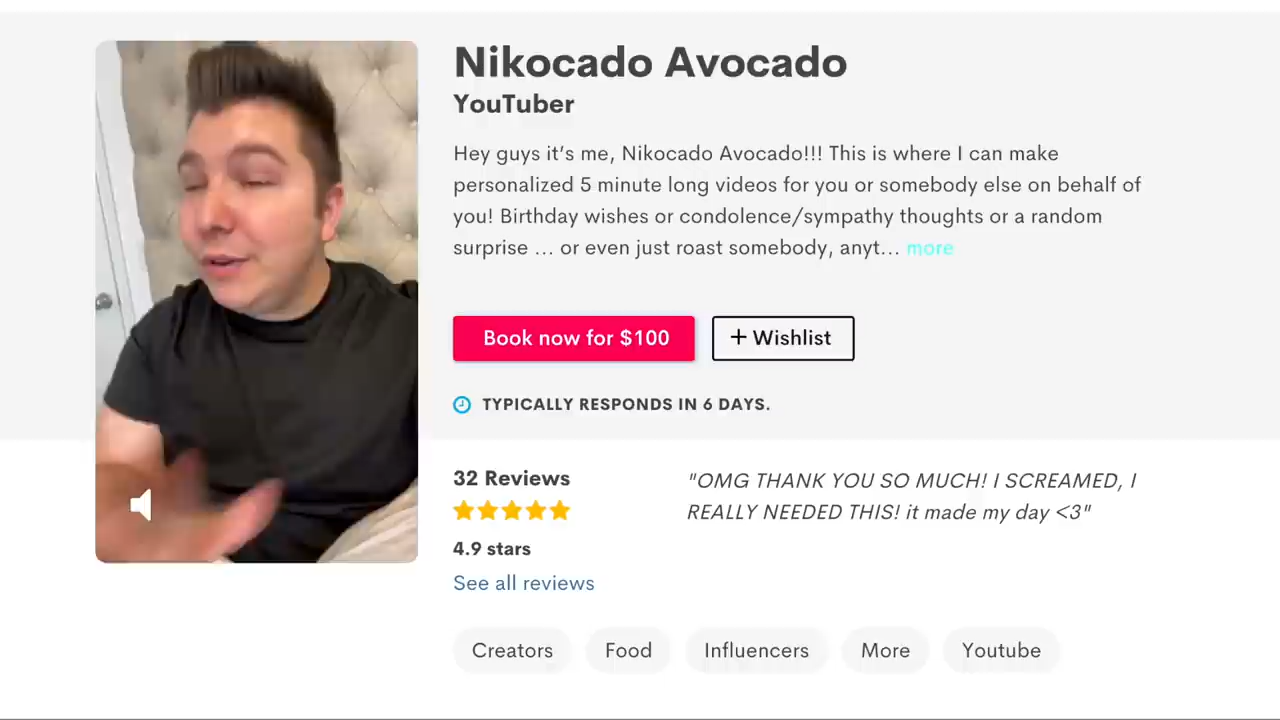 Nikocado Avocado
YouTuber
Hey guys it’s me, Nikocado Avocado!!! This is where I can make
personalized 5 minute long videos for you or somebody else on behalf of
you! Birthday wishes or condolence/sympathy thoughts or a random
surprise ... or even just roast somebody, anyt... more
Book now for $100
+ Wishlist
TYPICALLY RESPONDS IN 6 DAYS.
32 Reviews
4.9 stars
See all reviews
"OMG THANK YOU SO MUCH! I SCREAMED, I
REALLY NEEDED THIS! it made my day <3"
Creators Food Influencers More Youtube